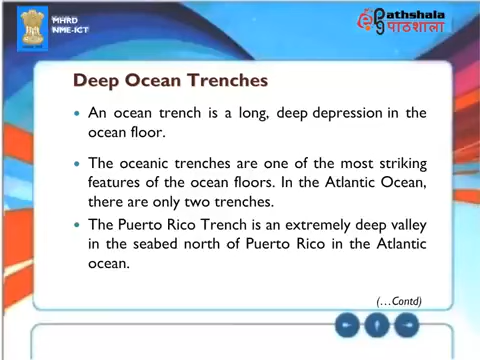 MHRD
NME-ICT
Pathshala
पाठशाला
Deep Ocean Trenches
• An ocean trench is a long, deep depression in the
ocean floor.
• The oceanic trenches are one of the most striking
features of the ocean floors. In the Atlantic Ocean,
there are only two trenches.
• The Puerto Rico Trench is an extremely deep valley
in the seabed north of Puerto Rico in the Atlantic
ocean.
(...Contd)